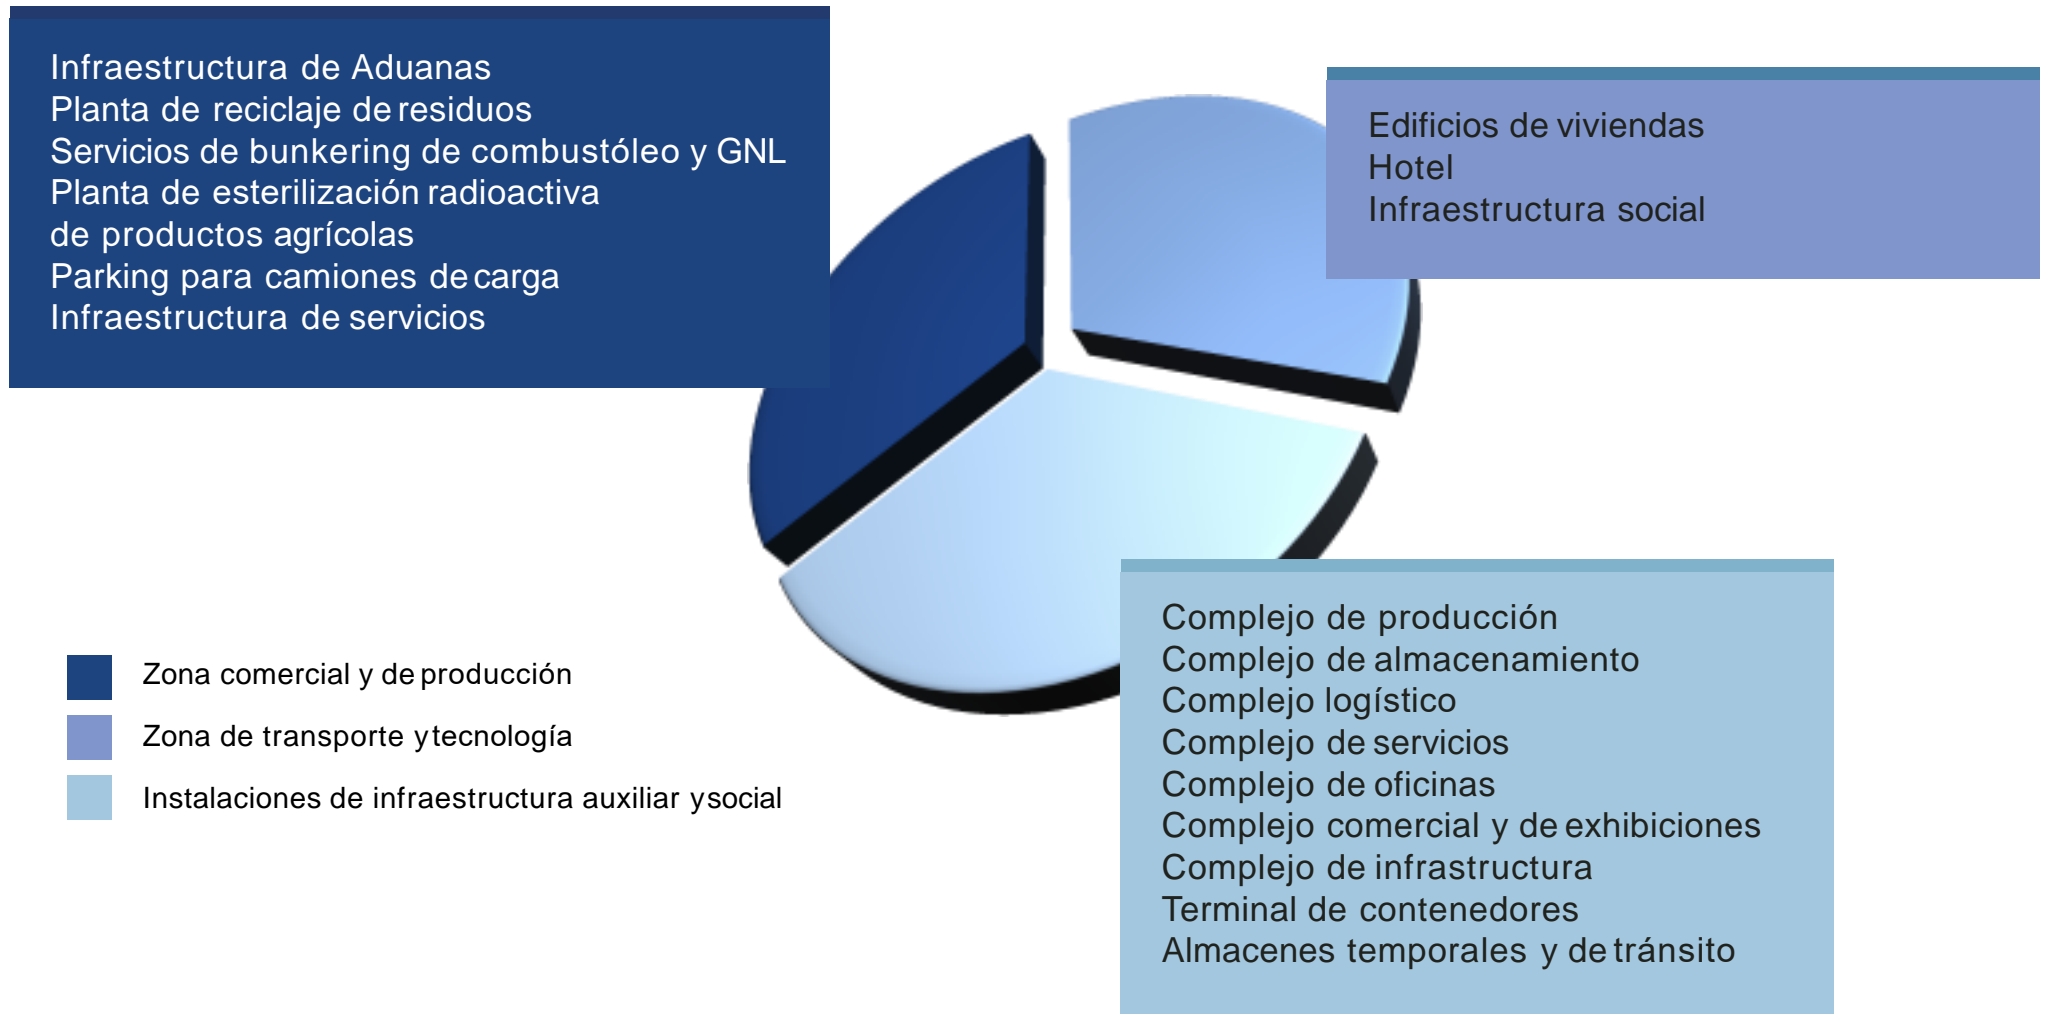 Infraestructura de Aduanas
Planta de reciclaje de residuos
Servicios de bunkering de combustóleo y GNL
Planta de esterilización radioactiva
de productos agrícolas
Parking para camiones de carga
Infraestructura de servicios
Edificios de viviendas
Hotel
Infraestructura social
Zona comercial y de producción
Zona de transporte y tecnología
Instalaciones de infraestructura auxiliar y social
Complejo de producción
Complejo de almacenamiento
Complejo logístico
Complejo de servicios
Complejo de oficinas
Complejo comercial y de exhibiciones
Complejo de infrastructura
Terminal de contenedores
Almacenes temporales y de tránsito